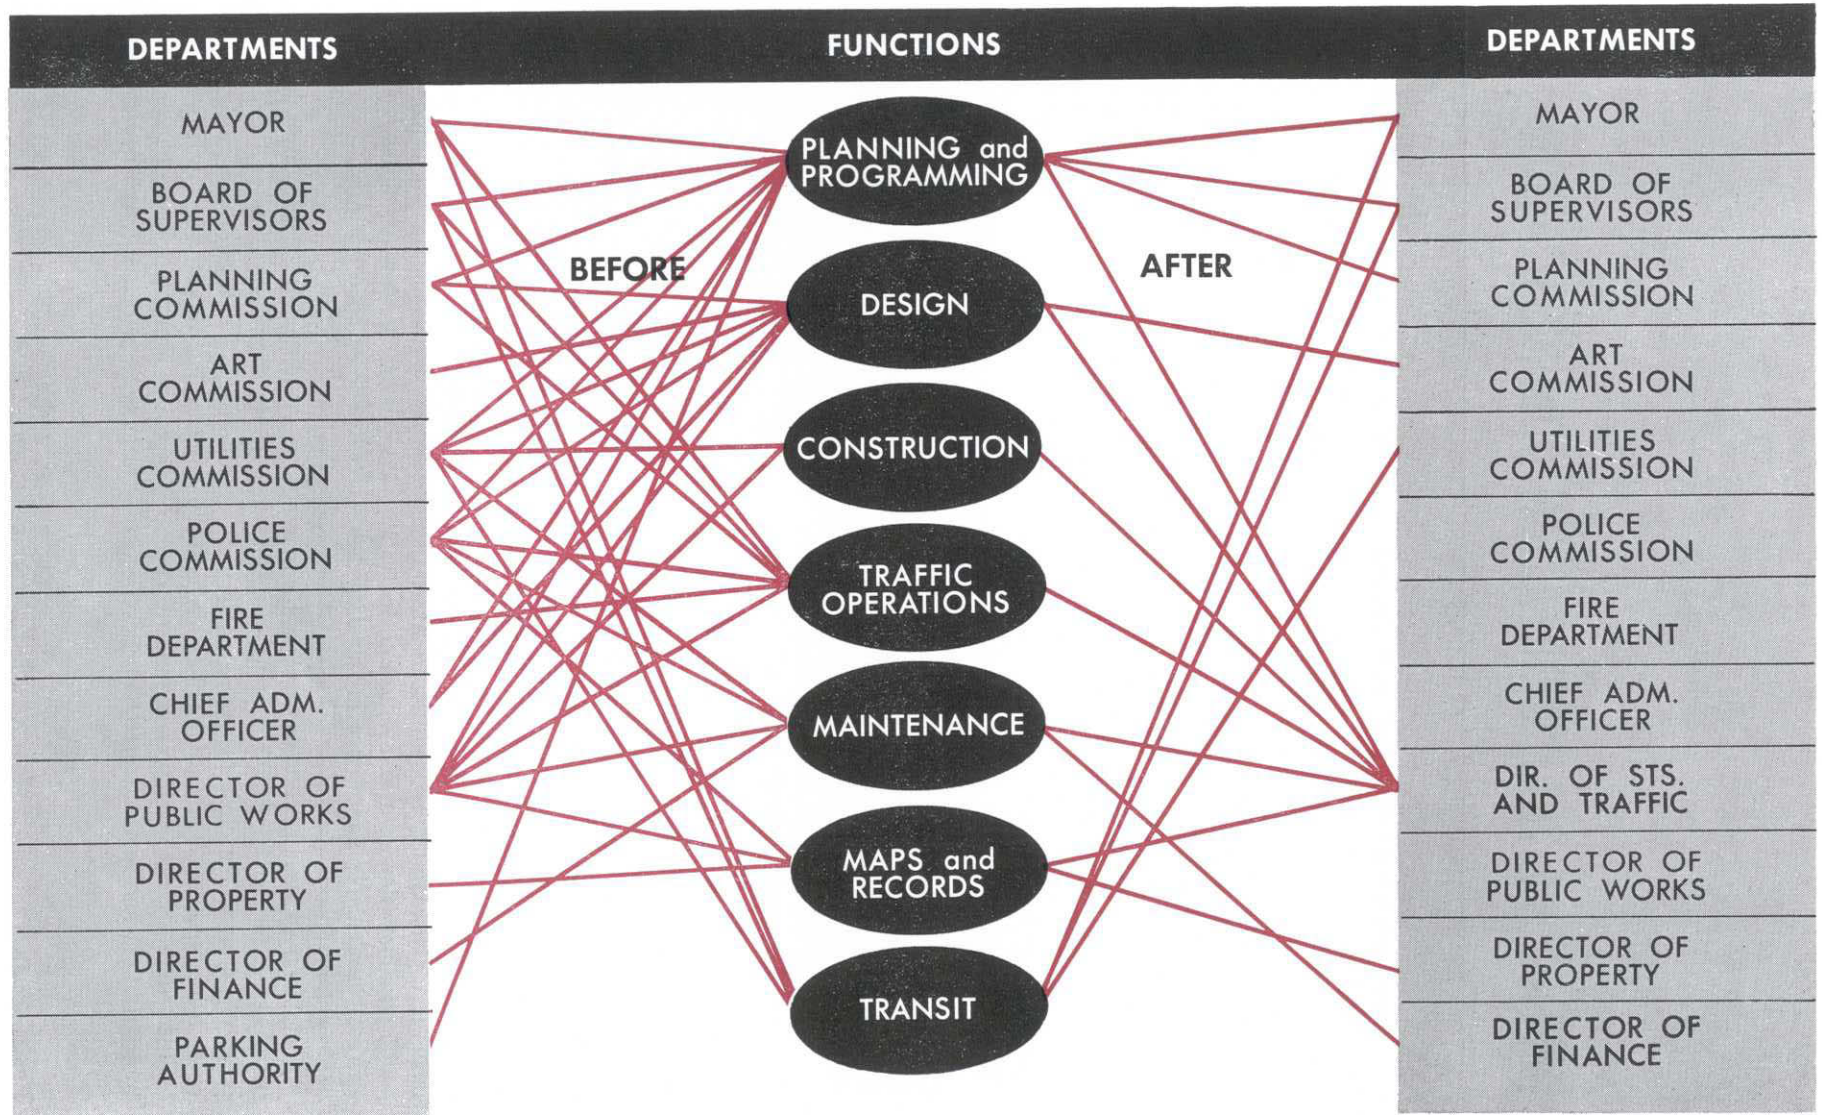 DEPARTMENTS
FUNCTIONS
DEPARTMENTS
MAYOR
BOARD OF
SUPERVISORS
PLANNING
COMMISSION
ART
COMMISSION
UTILITIES
COMMISSION
POLICE
COMMISSION
FIRE
DEPARTMENT
CHIEF ADM.
OFFICER
DIRECTOR OF
PUBLIC WORKS
DIRECTOR OF
PROPERTY
DIRECTOR OF
FINANCE
PARKING
AUTHORITY
BEFORE
PLANNING and
PROGRAMMING
DESIGN
CONSTRUCTION
TRAFFIC
OPERATIONS
MAINTENANCE
MAPS and
RECORDS
TRANSIT
AFTER
MAYOR
BOARD OF
SUPERVISORS
PLANNING
COMMISSION
ART
COMMISSION
UTILITIES
COMMISSION
POLICE
COMMISSION
FIRE
DEPARTMENT
CHIEF ADM.
OFFICER
DIR. OF STS.
AND TRAFFIC
DIRECTOR OF
PUBLIC WORKS
DIRECTOR OF
PROPERTY
DIRECTOR OF
FINANCE